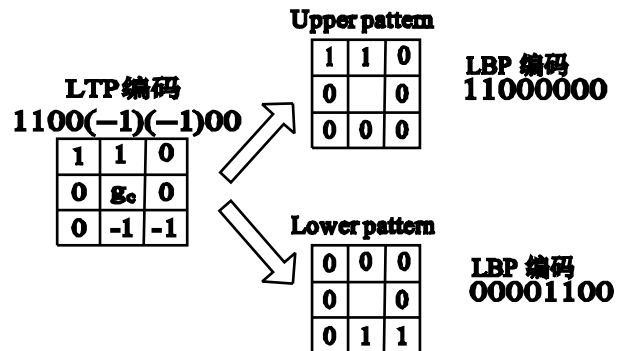 LTP编码
1100(−1)(−1)00
1 1 0
0 gc 0
0 -1 -1
Upper pattern
1 1 0
0 0
0 0 0
LBP 编码
11000000
Lower pattern
0 0 0
0 0
0 1 1
LBP 编码
00001100